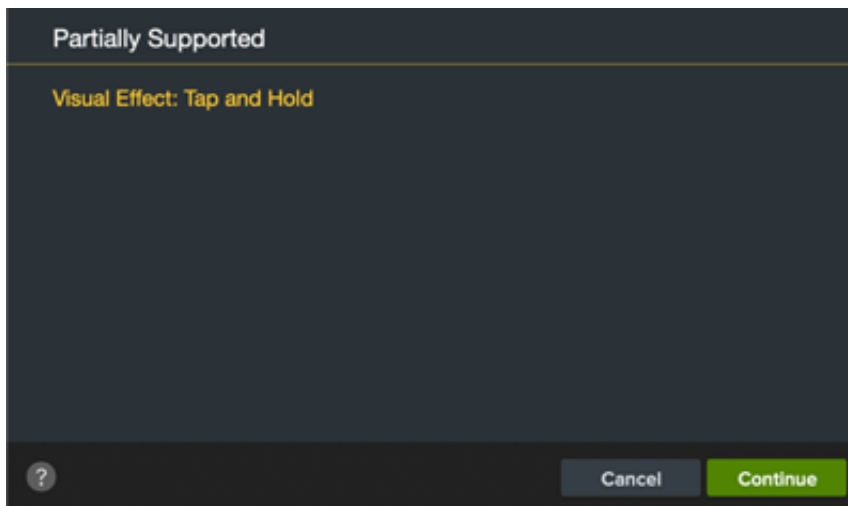 Partially Supported
Visual Effect: Tap and Hold
?
Cancel
Continue